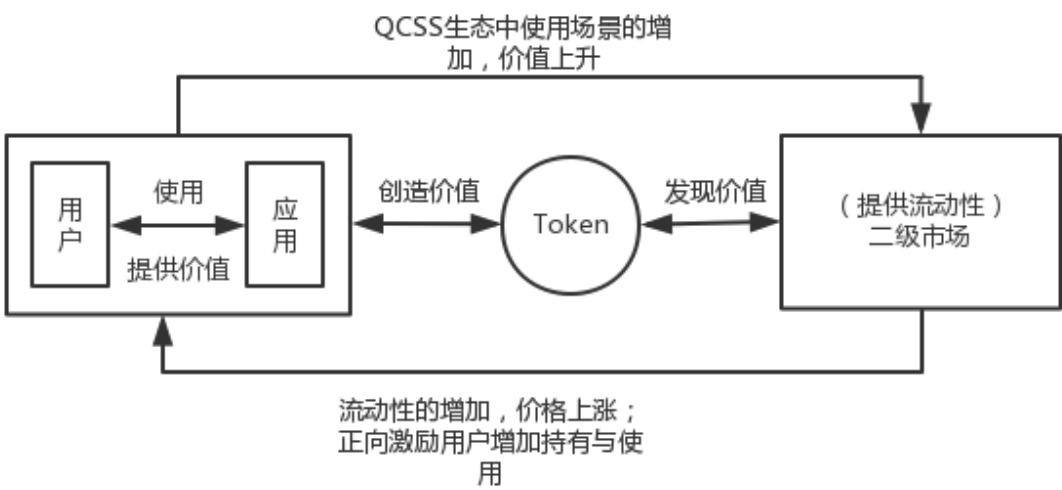 QCSS生态中使用场景的增
加，价值上升
用
户
使用
提供价值
应
用
创造价值
Token
发现价值
（提供流动性）
二级市场
流动性的增加，价格上涨；
正向激励用户增加持有与使
用